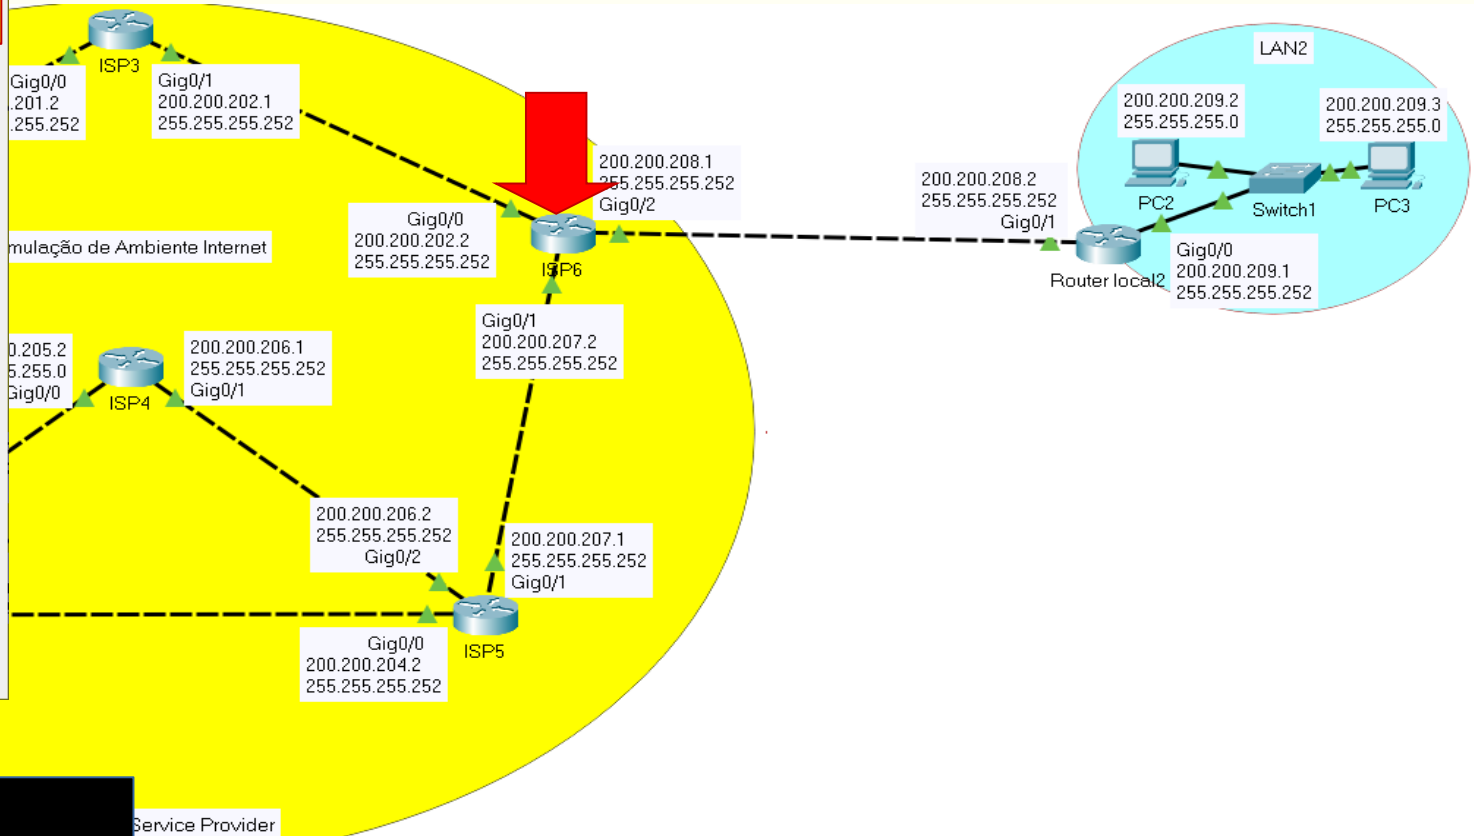 LAN2
ISP3
Gig0/0
.201.2
.255.252
Gig0/1
200.200.202.1
255.255.255.252
200.200.209.2
255.255.255.0
200.200.209.3
255.255.255.0
200.200.208.1
255.255.255.252
Gig0/2
200.200.208.2
255.255.255.252
Gig0/1
PC2
Switch1
PC3
Gig0/0
200.200.202.2
255.255.255.252
mulação de Ambiente Internet
ISP6
Router local2
Gig0/0
200.200.209.1
255.255.255.252
Gig0/1
200.200.207.2
255.255.255.252
0.205.2
5.255.0
Gig0/0
200.200.206.1
255.255.255.252
Gig0/1
ISP4
200.200.206.2
255.255.255.252
Gig0/2
200.200.207.1
255.255.255.252
Gig0/1
Gig0/0
200.200.204.2
255.255.255.252
ISP5
Service Provider